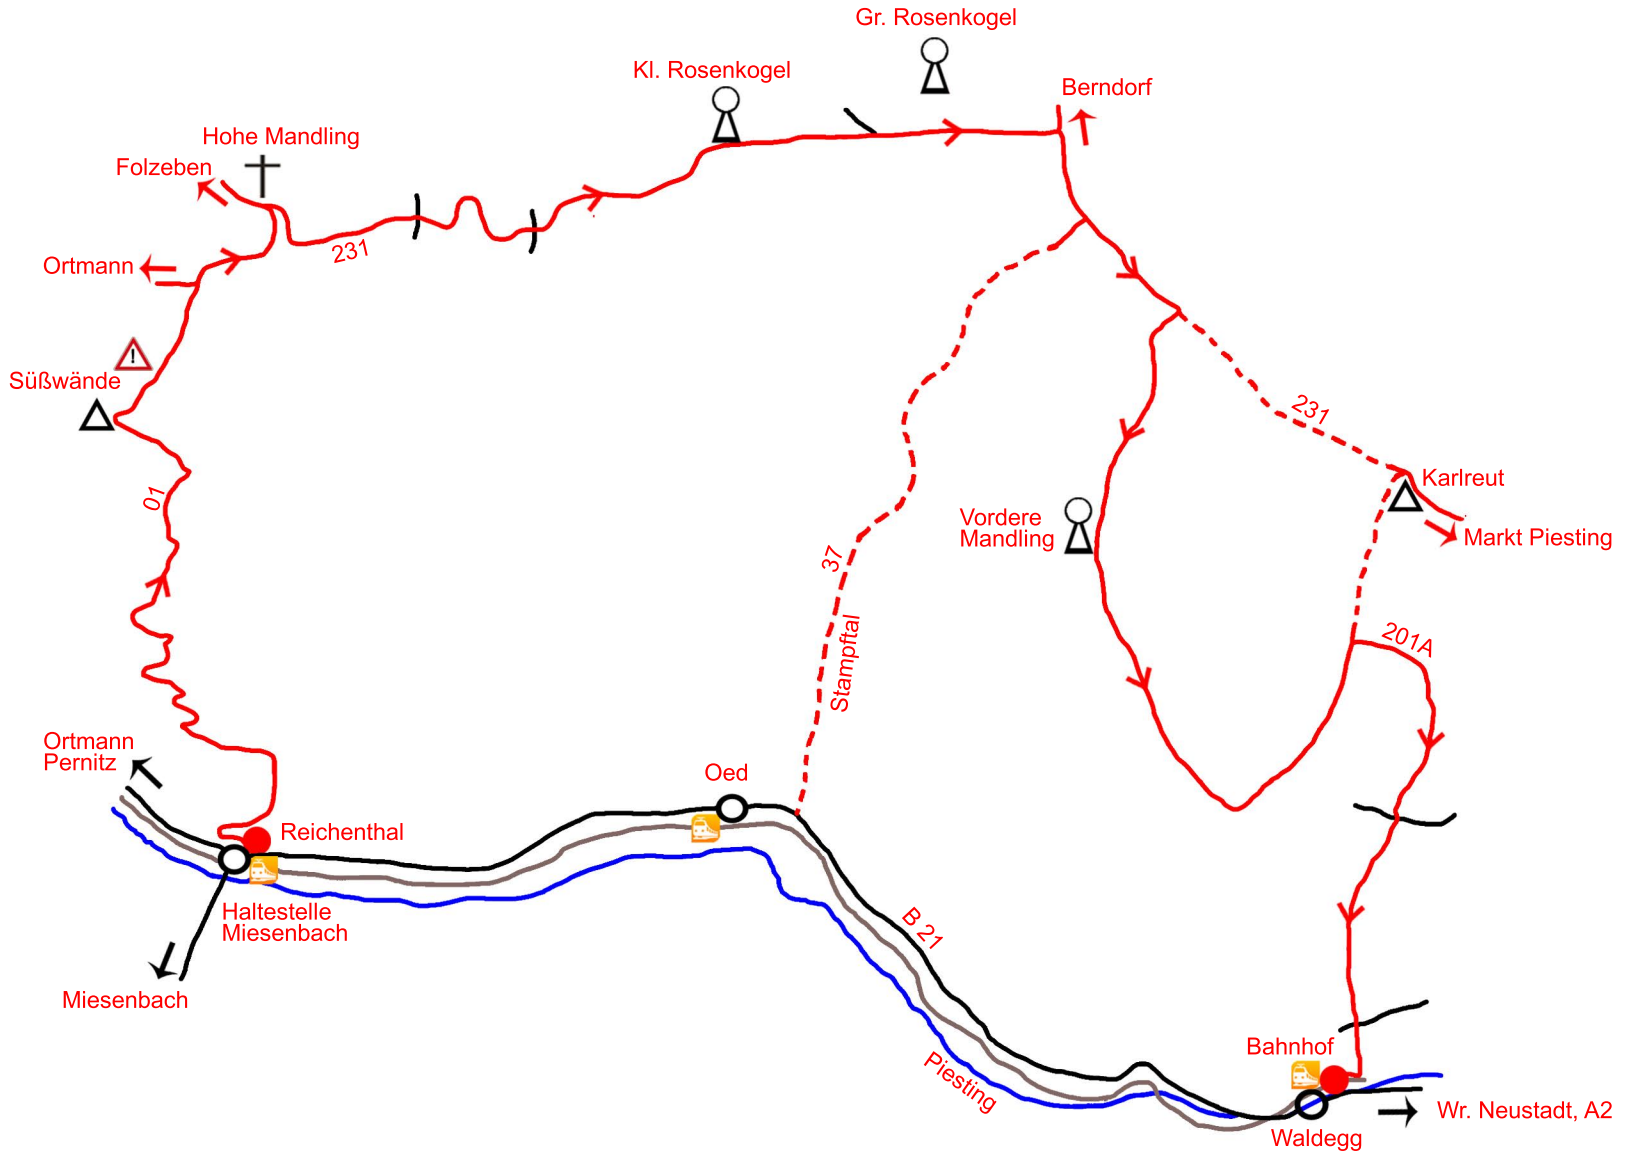 Gr. Rosenkogel
Kl. Rosenkogel
Berndorf
Hohe Mandling
Folzeben
231
Ortmann
!
Süßwände
231
Karlreut
01
Vordere
Mandling
Markt Piesting
37
201A
Stampftal
Ortmann
Pernitz
Oed
Reichenthal
Haltestelle
Miesenbach
B 21
Miesenbach
Piesting
Bahnhof
Wr. Neustadt, A2
Waldegg